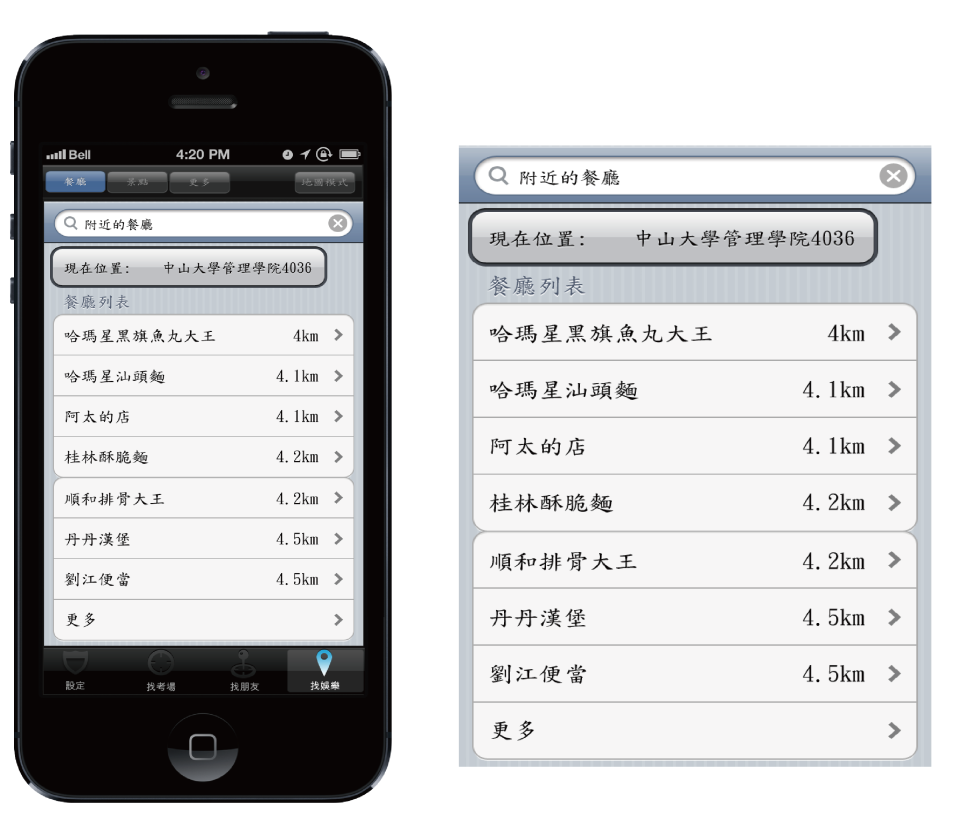 Bell 4:20 PM
餐廳 景點 更多 地圖模式
附近的餐廳
現在位置: 中山大學管理學院4036
餐廳列表
哈瑪星黑旗魚丸大王 4km
哈瑪星汕頭麵 4.1km
阿太的店 4.1km
桂林酥脆麵 4.2km
順和排骨大王 4.2km
丹丹漢堡 4.5km
劉江便當 4.5km
更多
設定 找考場 找朋友 找娛樂
附近的餐廳
現在位置: 中山大學管理學院4036
餐廳列表
哈瑪星黑旗魚丸大王 4km
哈瑪星汕頭麵 4.1km
阿太的店 4.1km
桂林酥脆麵 4.2km
順和排骨大王 4.2km
丹丹漢堡 4.5km
劉江便當 4.5km
更多